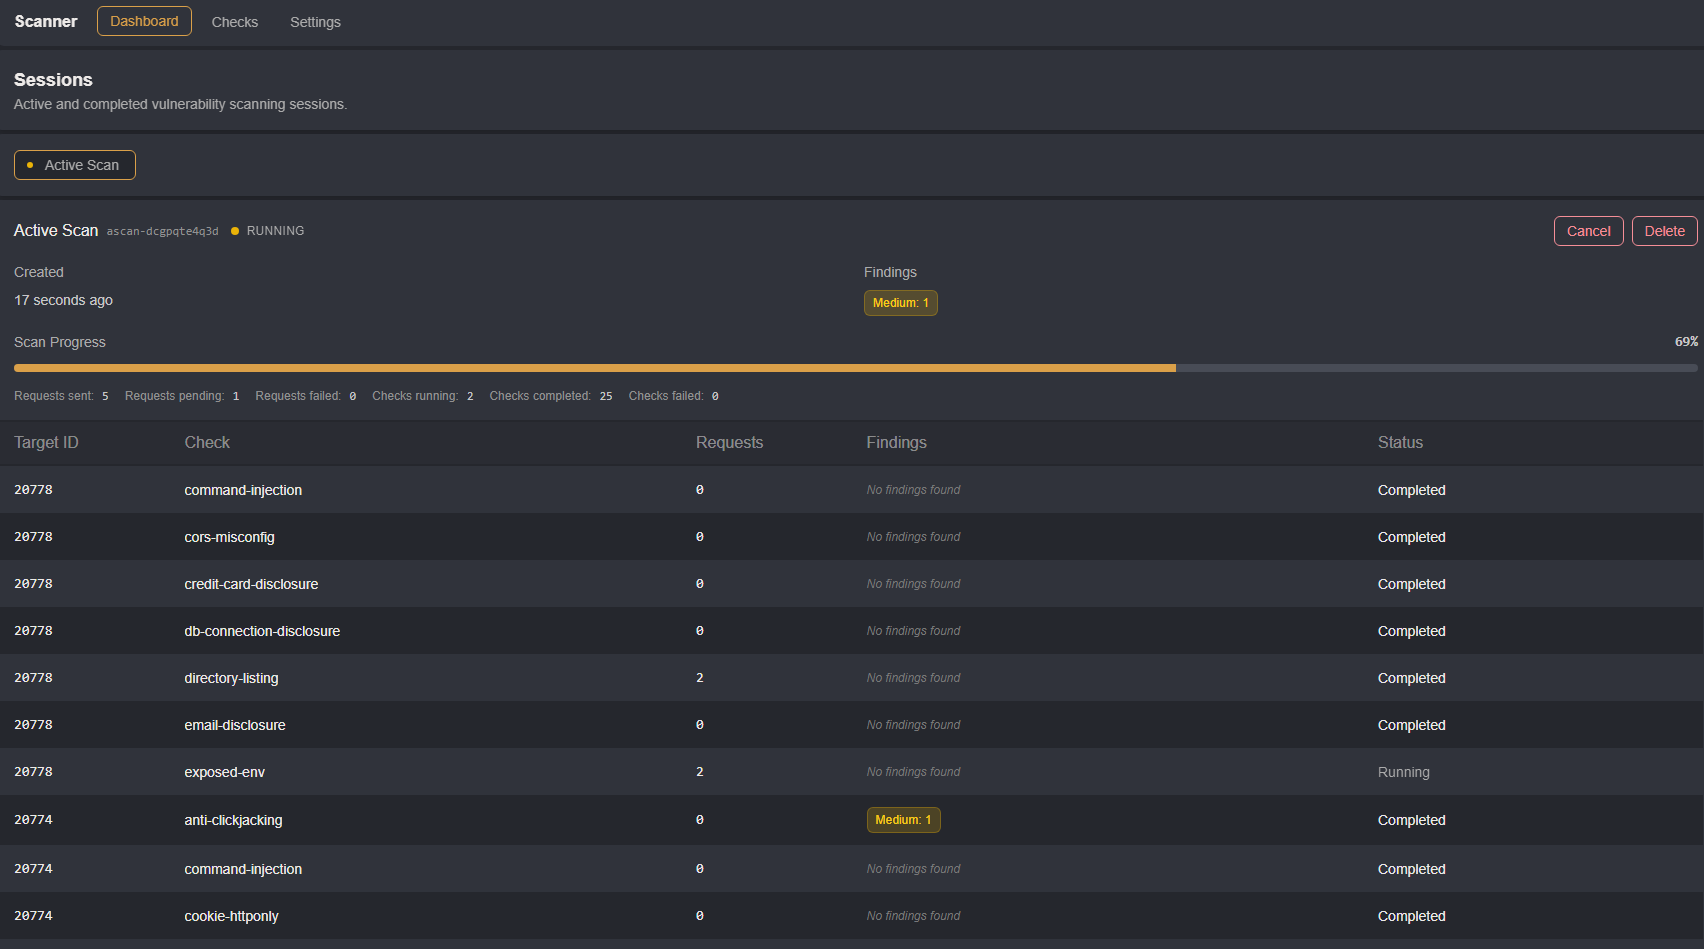 Scanner Dashboard Checks Settings
Sessions
Active and completed vulnerability scanning sessions.
Active Scan
Active Scan ascan-dcgpqte4q3d RUNNING Cancel Delete
Created Findings
17 seconds ago Medium: 1
Scan Progress 69%
Requests sent: 5 Requests pending: 1 Requests failed: 0 Checks running: 2 Checks completed: 25 Checks failed: 0
Target ID Check Requests Findings Status
20778 command-injection 0 No findings found Completed
20778 cors-misconfig 0 No findings found Completed
20778 credit-card-disclosure 0 No findings found Completed
20778 db-connection-disclosure 0 No findings found Completed
20778 directory-listing 2 No findings found Completed
20778 email-disclosure 0 No findings found Completed
20778 exposed-env 2 No findings found Running
20774 anti-clickjacking 0 Medium: 1 Completed
20774 command-injection 0 No findings found Completed
20774 cookie-httponly 0 No findings found Completed